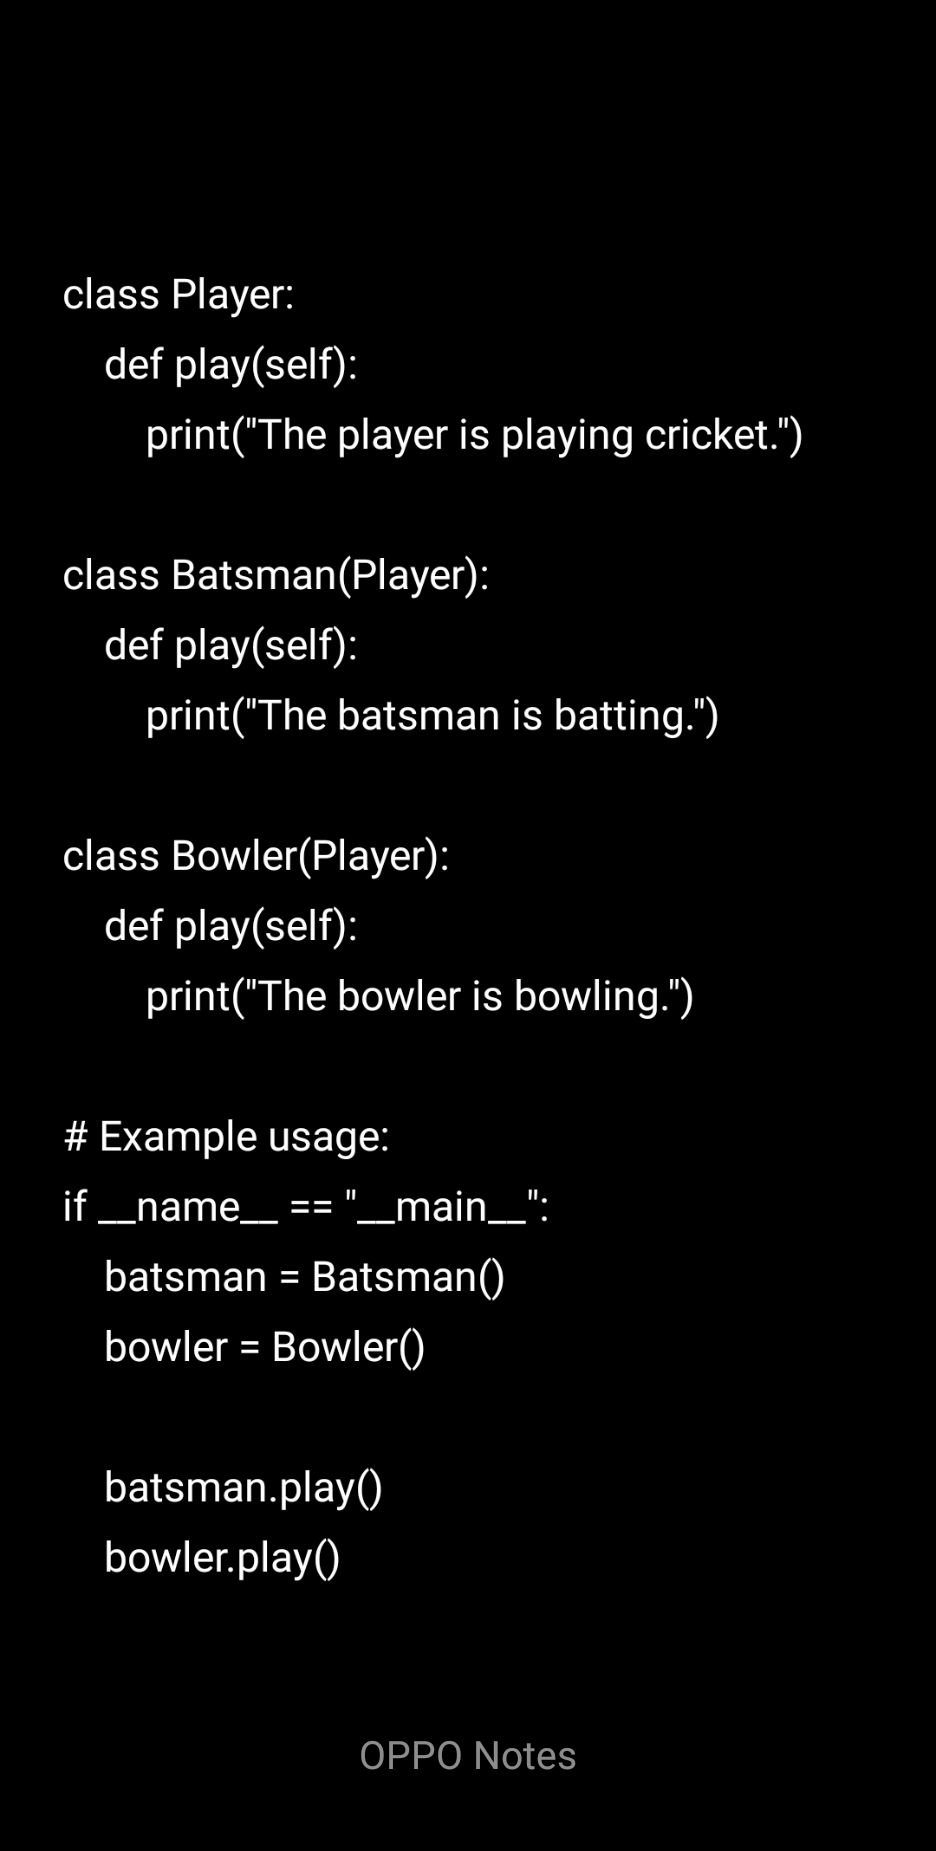 class Player:
    def play(self):
        print("The player is playing cricket.")

class Batsman(Player):
    def play(self):
        print("The batsman is batting.")

class Bowler(Player):
    def play(self):
        print("The bowler is bowling.")

# Example usage:
if __name__ == "__main__":
    batsman = Batsman()
    bowler = Bowler()

    batsman.play()
    bowler.play()

OPPO Notes